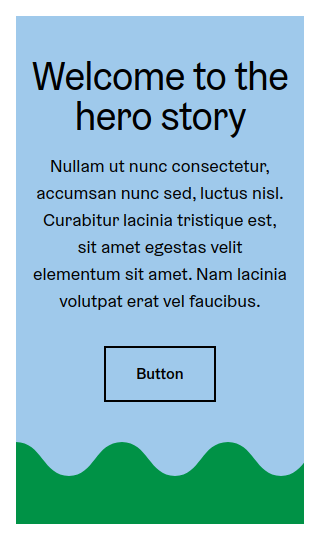 Welcome to the
hero story
Nullam ut nunc consectetur,
accumsan nunc sed, luctus nisl.
Curabitur lacinia tristique est,
sit amet egestas velit
elementum sit amet. Nam lacinia
volutpat erat vel faucibus.
Button